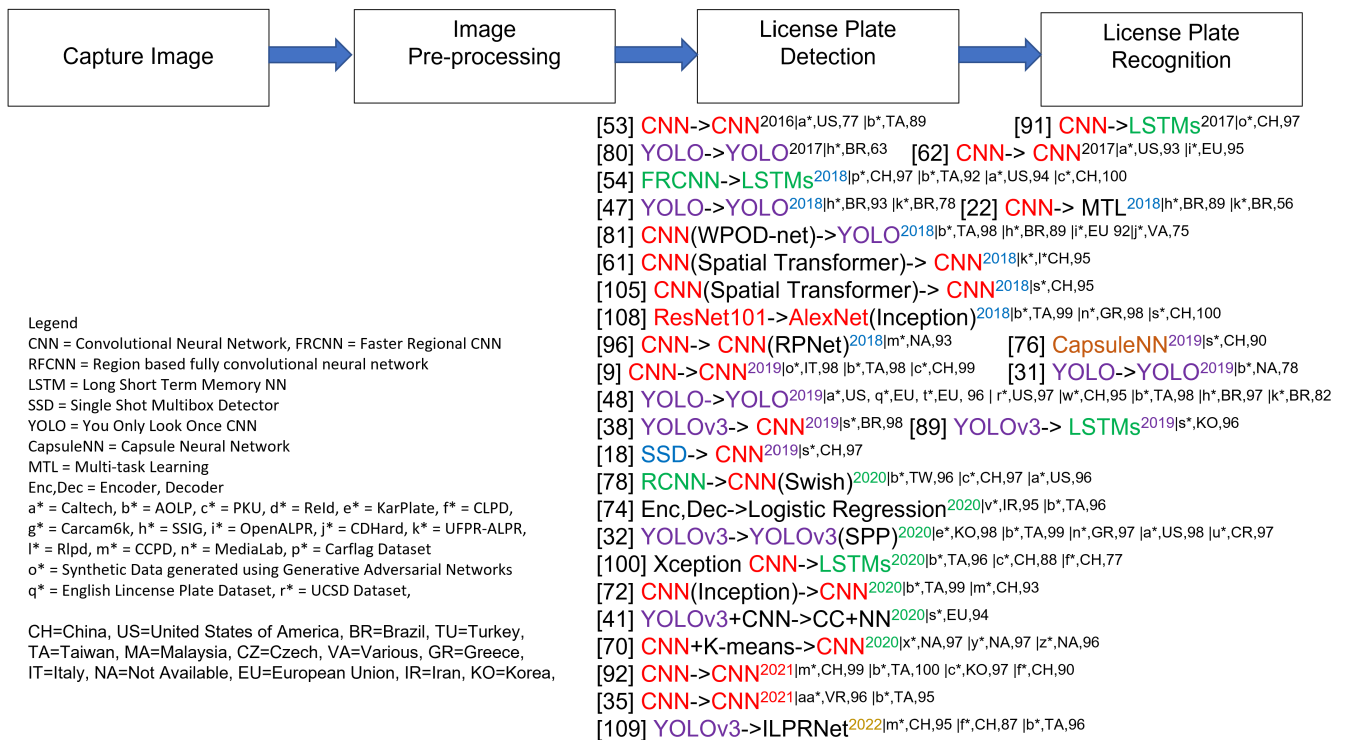 Capture Image
Image
Pre-processing
License Plate
Detection
License Plate
Recognition
[53] CNN->CNN2016|a*,US,77 |b*,TA,89 [91] CNN->LSTMs2017|o*,CH,97
[80] YOLO->YOLO2017|h*,BR,63 [62] CNN-> CNN2017|a*,US,93 |i*,EU,95
[54] FRCNN->LSTMs2018|p*,CH,97 |b*,TA,92 |a*,US,94 |c*,CH,100
[47] YOLO->YOLO2018|h*,BR,93 |k*,BR,78 [22] CNN-> MTL2018|h*,BR,89 |k*,BR,56
[81] CNN(WPOD-net)->YOLO2018|b*,TA,98 |h*,BR,89 |i*,EU 92|j*,VA,75
[61] CNN(Spatial Transformer)-> CNN2018|k*,l*CH,95
[105] CNN(Spatial Transformer)-> CNN2018|s*,CH,95
[108] ResNet101->AlexNet(Inception)2018|b*,TA,99 |n*,GR,98 |s*,CH,100
[96] CNN-> CNN(RPNet)2018|m*,NA,93 [76] CapsuleNN2019|s*,CH,90
[9] CNN->CNN2019|o*,IT,98 |b*,TA,98 |c*,CH,99 [31] YOLO->YOLO2019|b*,NA,78
[48] YOLO->YOLO2019|a*,US, q*,EU, t*,EU, 96 | r*,US,97 |w*,CH,95 |b*,TA,98 |h*,BR,97 |k*,BR,82
[38] YOLOv3-> CNN2019|s*,BR,98 [89] YOLOv3-> LSTMs2019|s*,KO,96
[18] SSD-> CNN2019|s*,CH,97
[78] RCNN->CNN(Swish)2020|b*,TW,96 |c*,CH,97 |a*,US,96
[74] Enc,Dec->Logistic Regression2020|v*,IR,95 |b*,TA,96
[32] YOLOv3->YOLOv3(SPP)2020|e*,KO,98 |b*,TA,99 |n*,GR,97 |a*,US,98 |u*,CR,97
[100] Xception CNN->LSTMs2020|b*,TA,96 |c*,CH,88 |f*,CH,77
[72] CNN(Inception)->CNN2020|b*,TA,99 |m*,CH,93
[41] YOLOv3+CNN->CC+NN2020|s*,EU,94
[70] CNN+K-means->CNN2020|x*,NA,97 |y*,NA,97 |z*,NA,96
[92] CNN->CNN2021|m*,CH,99 |b*,TA,100 |c*,KO,97 |f*,CH,90
[35] CNN->CNN2021|aa*,VR,96 |b*,TA,95
[109] YOLOv3->ILPRNet2022|m*,CH,95 |f*,CH,87 |b*,TA,96
Legend
CNN = Convolutional Neural Network, FRCNN = Faster Regional CNN
RFCNN = Region based fully convolutional neural network
LSTM = Long Short Term Memory NN
SSD = Single Shot Multibox Detector
YOLO = You Only Look Once CNN
CapsuleNN = Capsule Neural Network
MTL = Multi-task Learning
Enc,Dec = Encoder, Decoder
a* = Caltech, b* = AOLP, c* = PKU, d* = ReId, e* = KarPlate, f* = CLPD,
g* = Carcam6k, h* = SSIG, i* = OpenALPR, j* = CDHard, k* = UFPR-ALPR,
l* = RIpd, m* = CCPD, n* = MediaLab, p* = Carflag Dataset
o* = Synthetic Data generated using Generative Adversarial Networks
q* = English Lincense Plate Dataset, r* = UCSD Dataset,
CH=China, US=United States of America, BR=Brazil, TU=Turkey,
TA=Taiwan, MA=Malaysia, CZ=Czech, VA=Various, GR=Greece,
IT=Italy, NA=Not Available, EU=European Union, IR=Iran, KO=Korea,